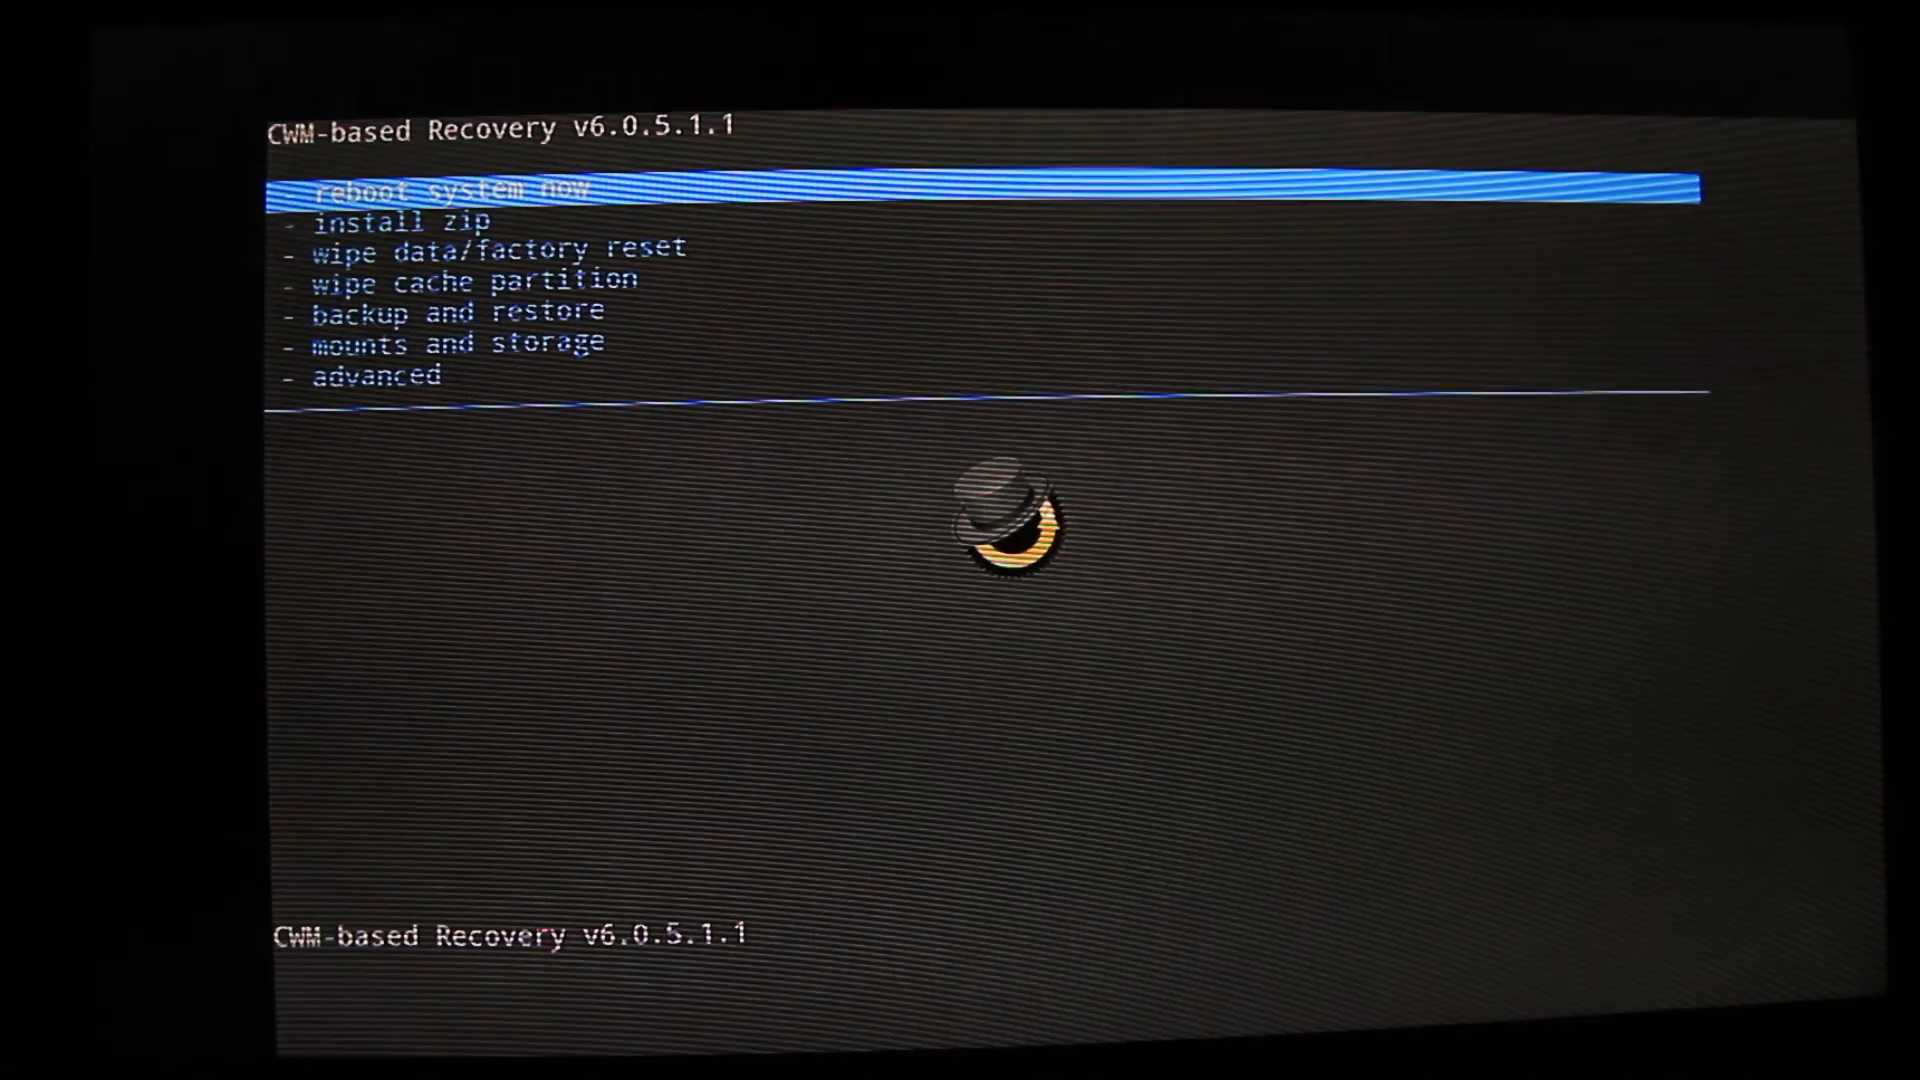 CWM-based Recovery v6.0.5.1.1
- reboot system now
- install zip
- wipe data/factory reset
- wipe cache partition
- backup and restore
- mounts and storage
- advanced
CWM-based Recovery v6.0.5.1.1